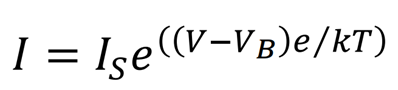 I = I_S e^{((V−V_B)e/kT)}